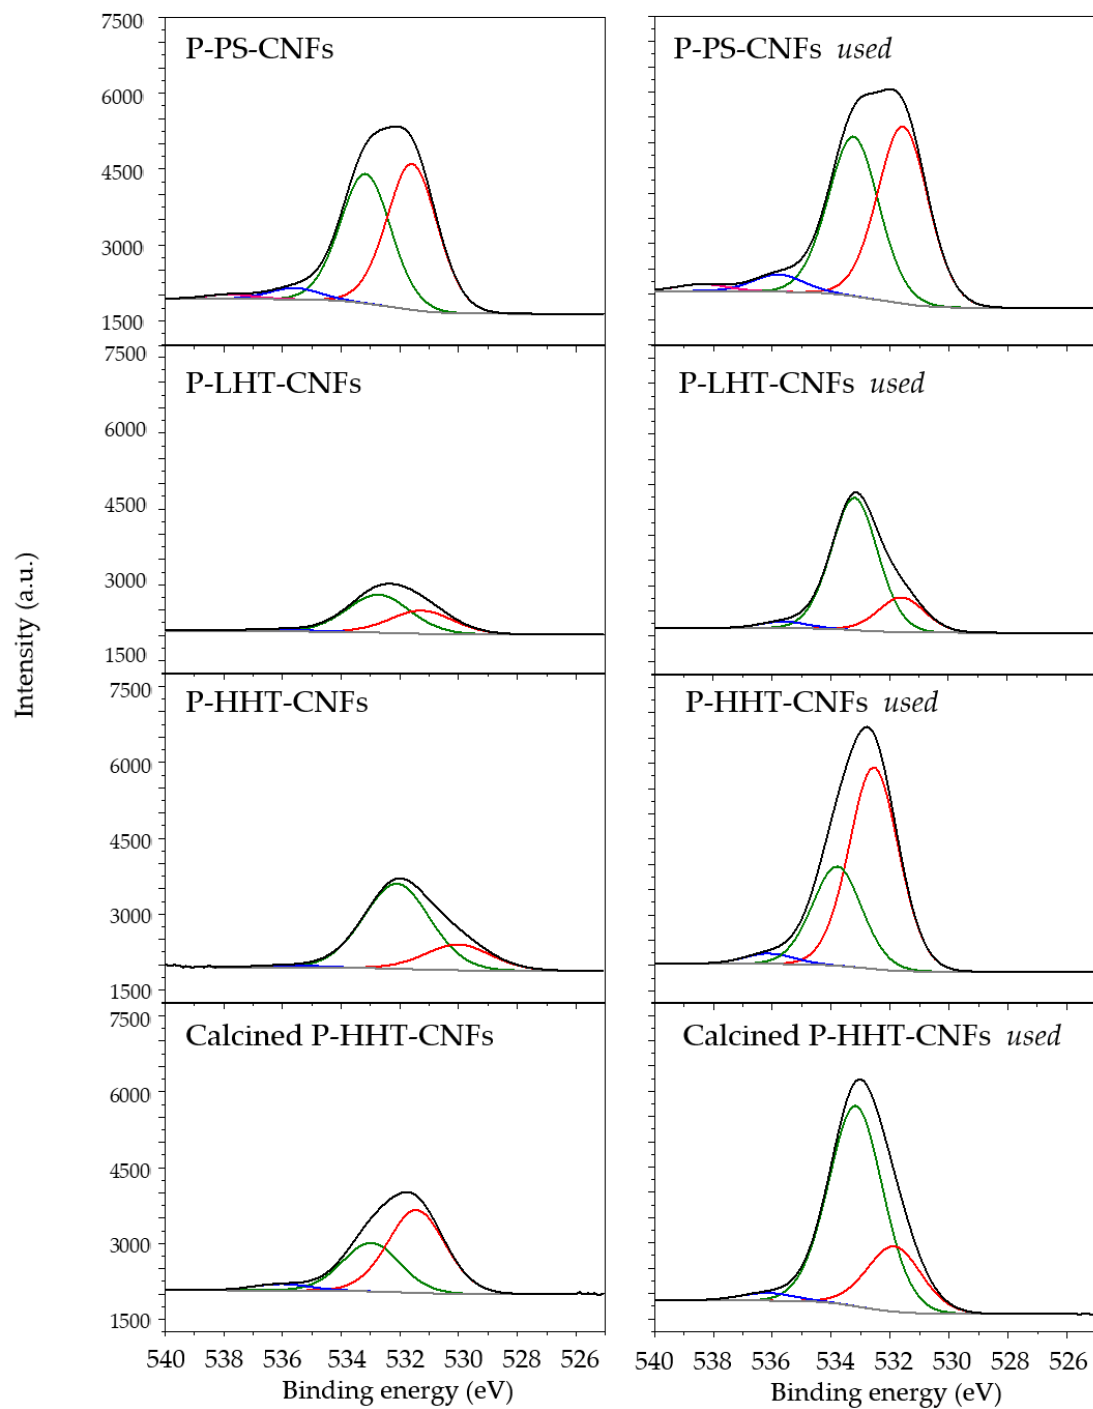 7500
6000
4500
3000
1500
P-PS-CNFs
P-PS-CNFs used
7500
6000
4500
3000
1500
P-LHT-CNFs
P-LHT-CNFs used
Intensity (a.u.)
7500
6000
4500
3000
1500
P-HHT-CNFs
P-HHT-CNFs used
7500
6000
4500
3000
1500
Calcined P-HHT-CNFs
Calcined P-HHT-CNFs used
540 538 536 534 532 530 528 526
540 538 536 534 532 530 528 526
Binding energy (eV)
Binding energy (eV)